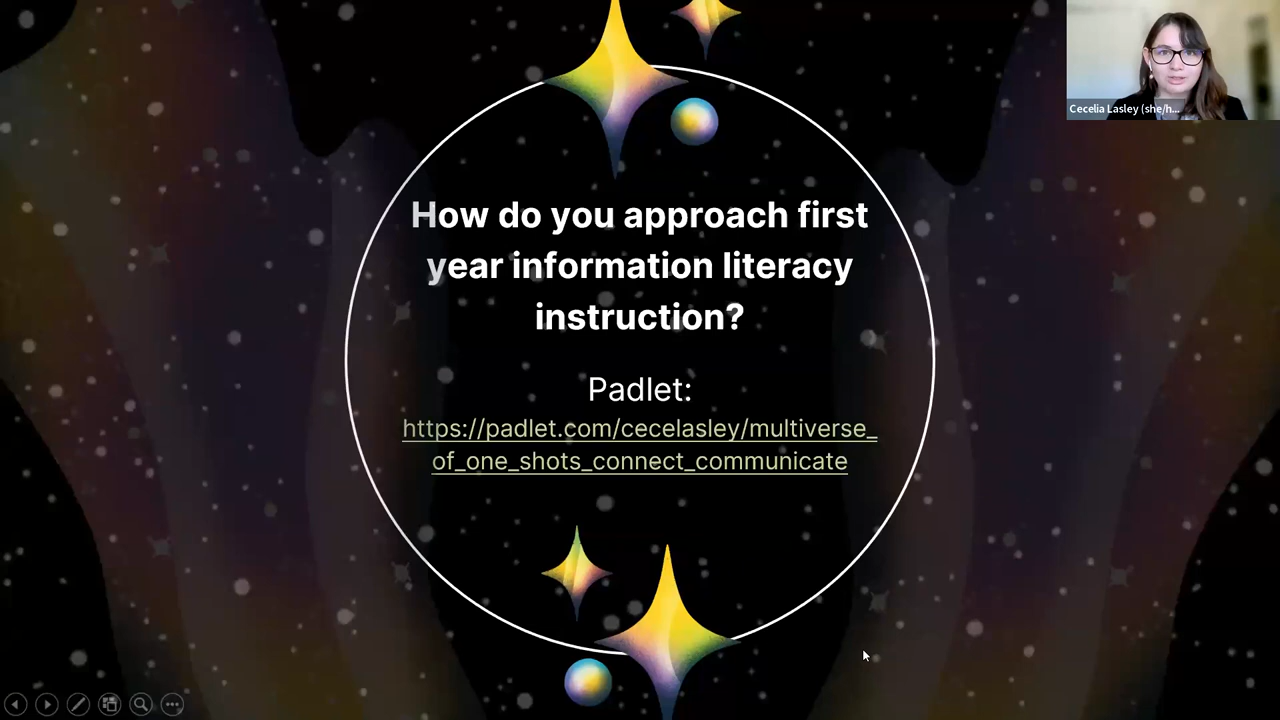 Cecelia Lasley (she/h...
How do you approach first
year information literacy
instruction?
Padlet:
https://padlet.com/cecelasley/multiverse_
of_one_shots_connect_communicate